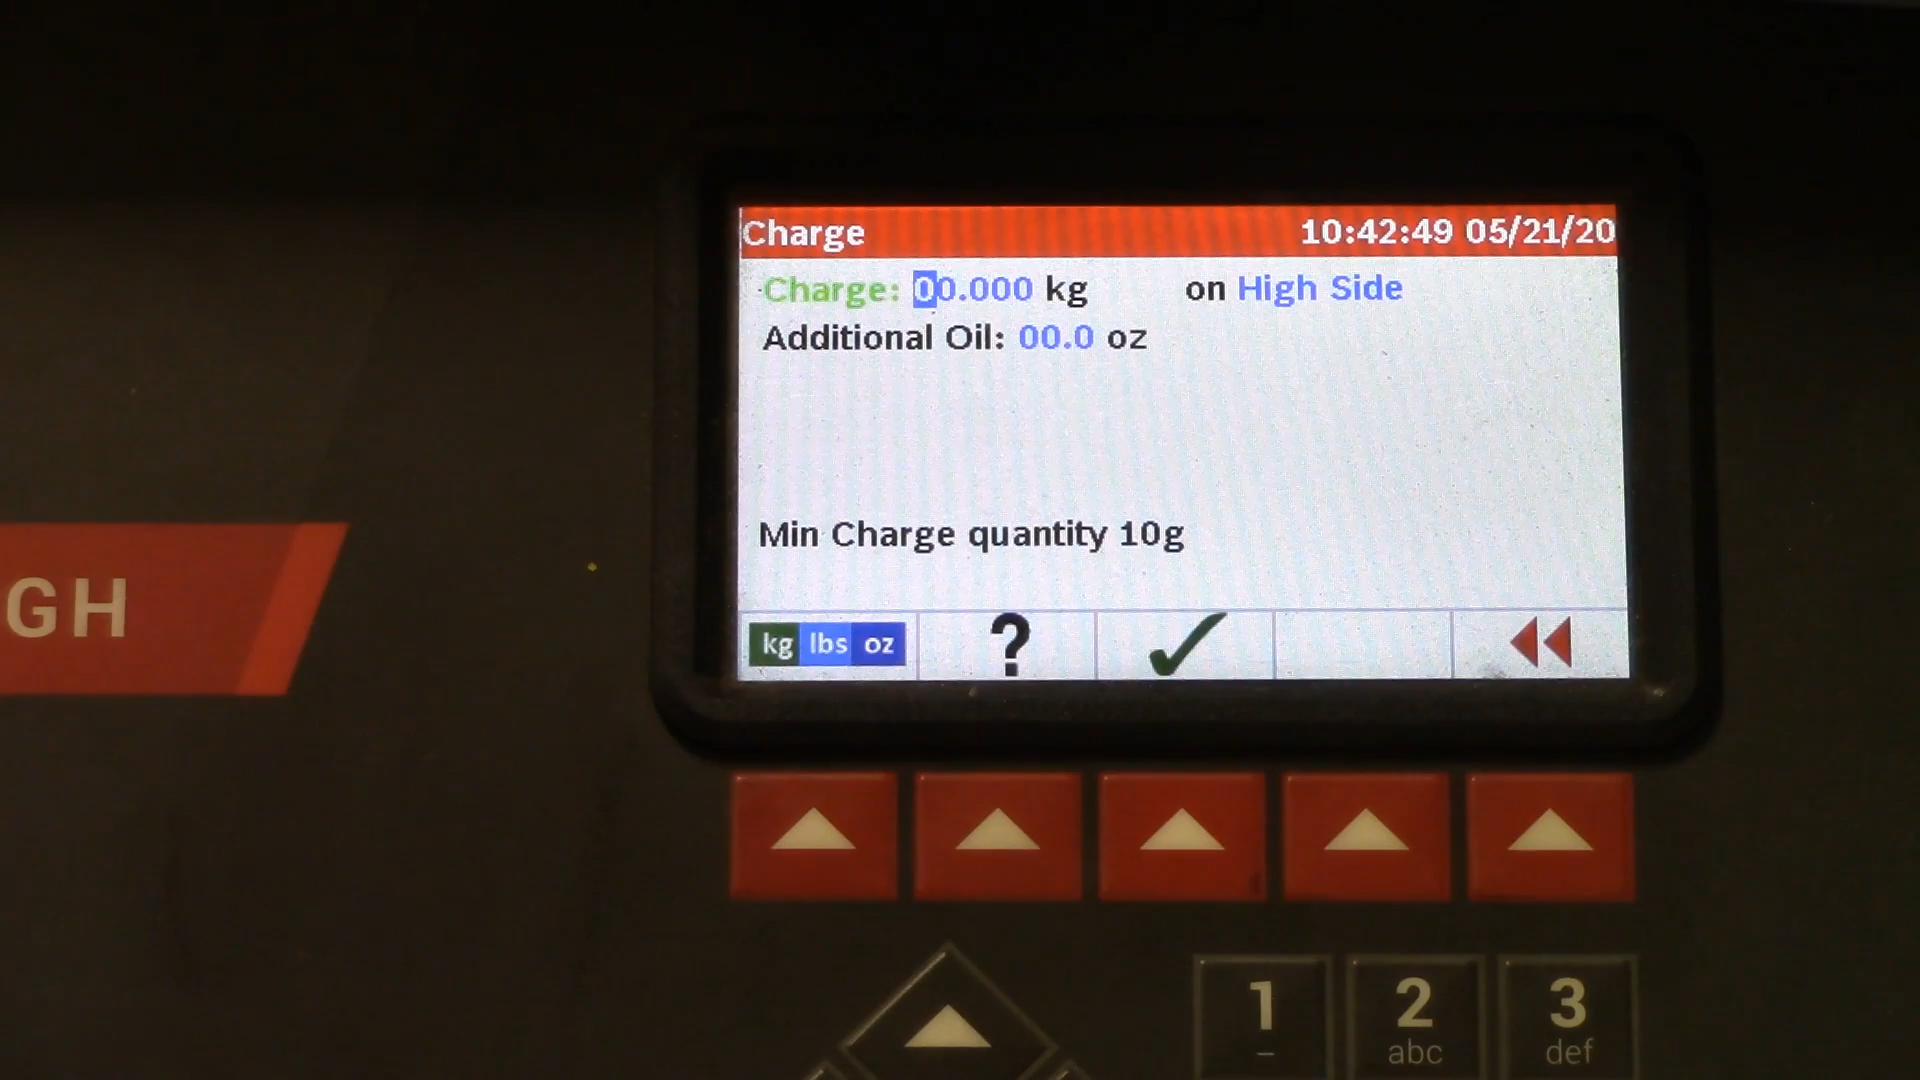 Charge 10:42:49 05/21/20
Charge: 00.000 kg on High Side
Additional Oil: 00.0 oz
Min Charge quantity 10g
kg lbs oz ?
GH
1 2 3
– abc def